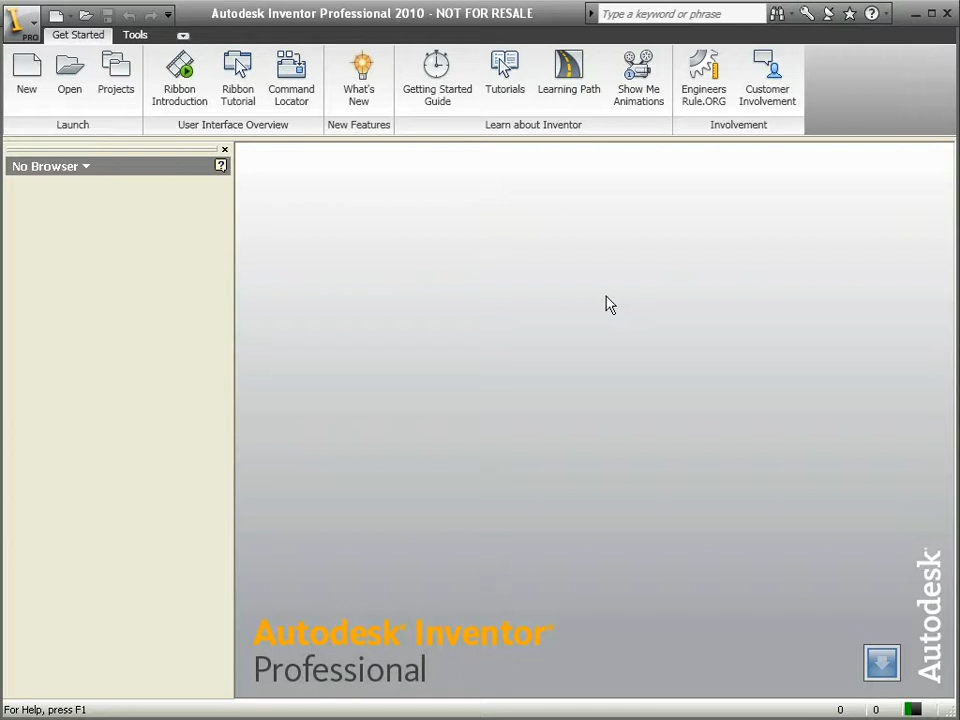 Autodesk Inventor Professional 2010 - NOT FOR RESALE
Type a keyword or phrase
PRO
Get Started
Tools
New
Open
Projects
Ribbon Introduction
Ribbon Tutorial
Command Locator
What's New
Getting Started Guide
Tutorials
Learning Path
Show Me Animations
Engineers Rule.ORG
Customer Involvement
Launch
User Interface Overview
New Features
Learn about Inventor
Involvement
No Browser
Autodesk Inventor
Professional
Autodesk
For Help, press F1
0
0